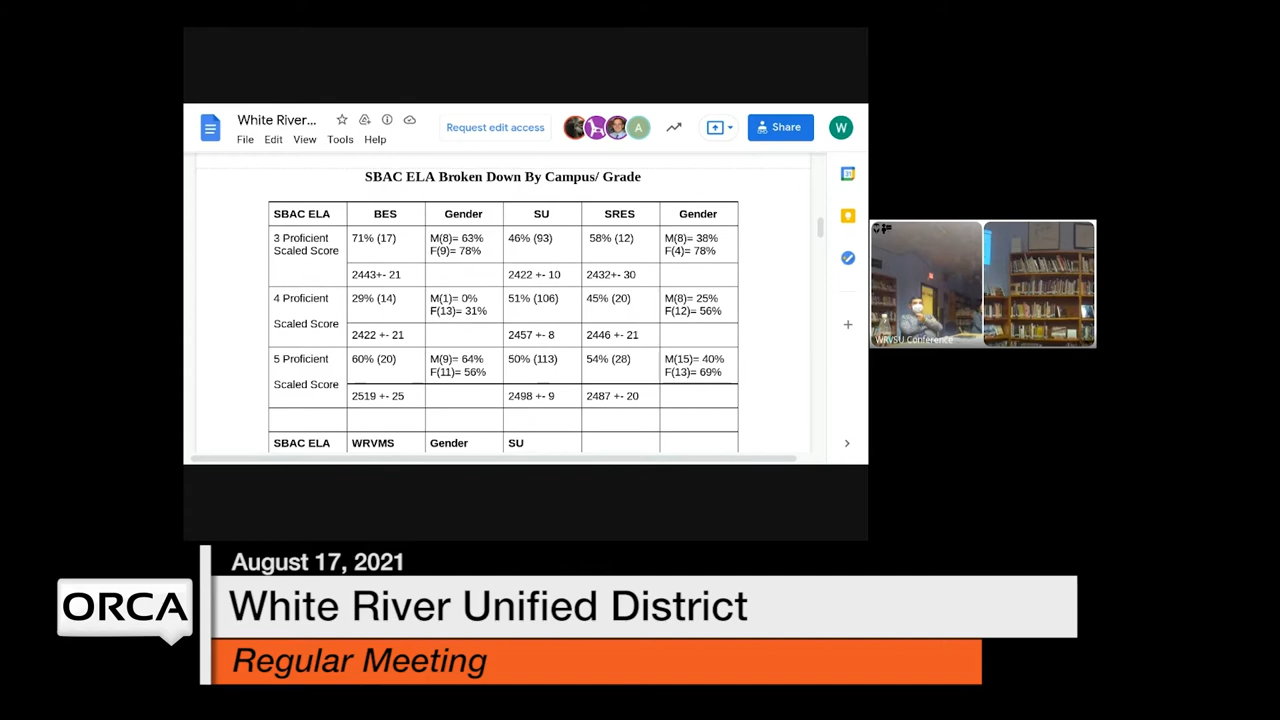 White River...
File Edit View Tools Help
Request edit access
A
Share
W
31
SBAC ELA Broken Down By Campus/ Grade
SBAC ELA BES Gender SU SRES Gender
3 Proficient 71% (17) M(8)= 63% 46% (93) 58% (12) M(8)= 38%
Scaled Score F(9)= 78% F(4)= 78%
2443+- 21 2422 +- 10 2432+- 30
4 Proficient 29% (14) M(1)= 0% 51% (106) 45% (20) M(8)= 25%
F(13)= 31% F(12)= 56%
Scaled Score
2422 +- 21 2457 +- 8 2446 +- 21
5 Proficient 60% (20) M(9)= 64% 50% (113) 54% (28) M(15)= 40%
F(11)= 56% F(13)= 69%
Scaled Score
2519 +- 25 2498 +- 9 2487 +- 20
SBAC ELA WRVMS Gender SU
WRVSU Conference
August 17, 2021
ORCA
White River Unified District
Regular Meeting